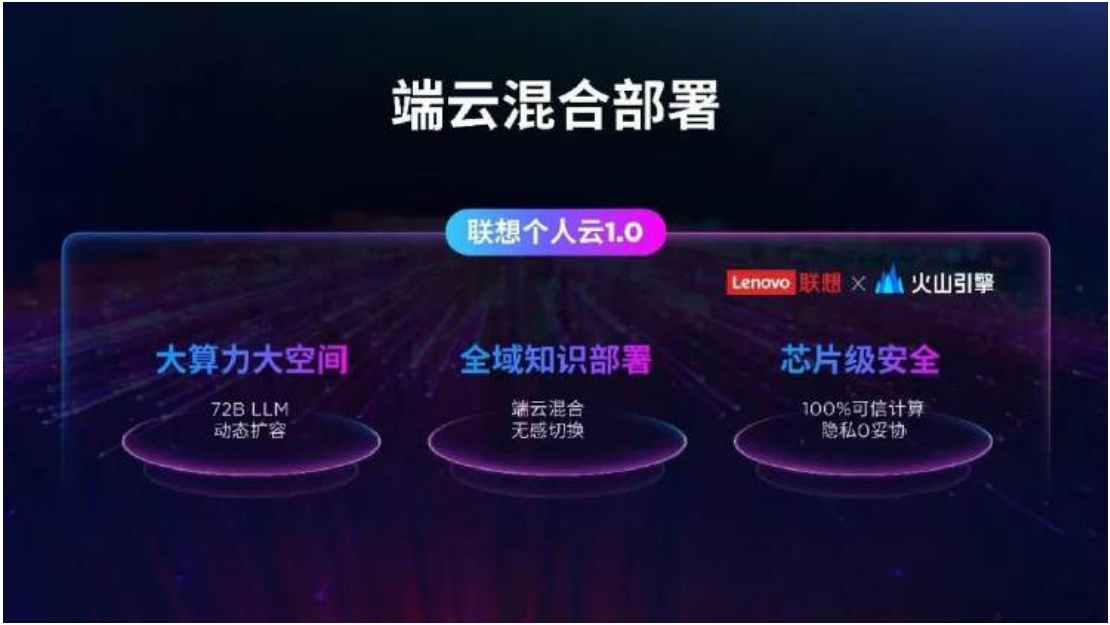 端云混合部署
联想个人云1.0
Lenovo 联想 × 火山引擎
大算力大空间
72B LLM
动态扩容
全域知识部署
端云混合
无感切换
芯片级安全
100%可信计算
隐私0妥协